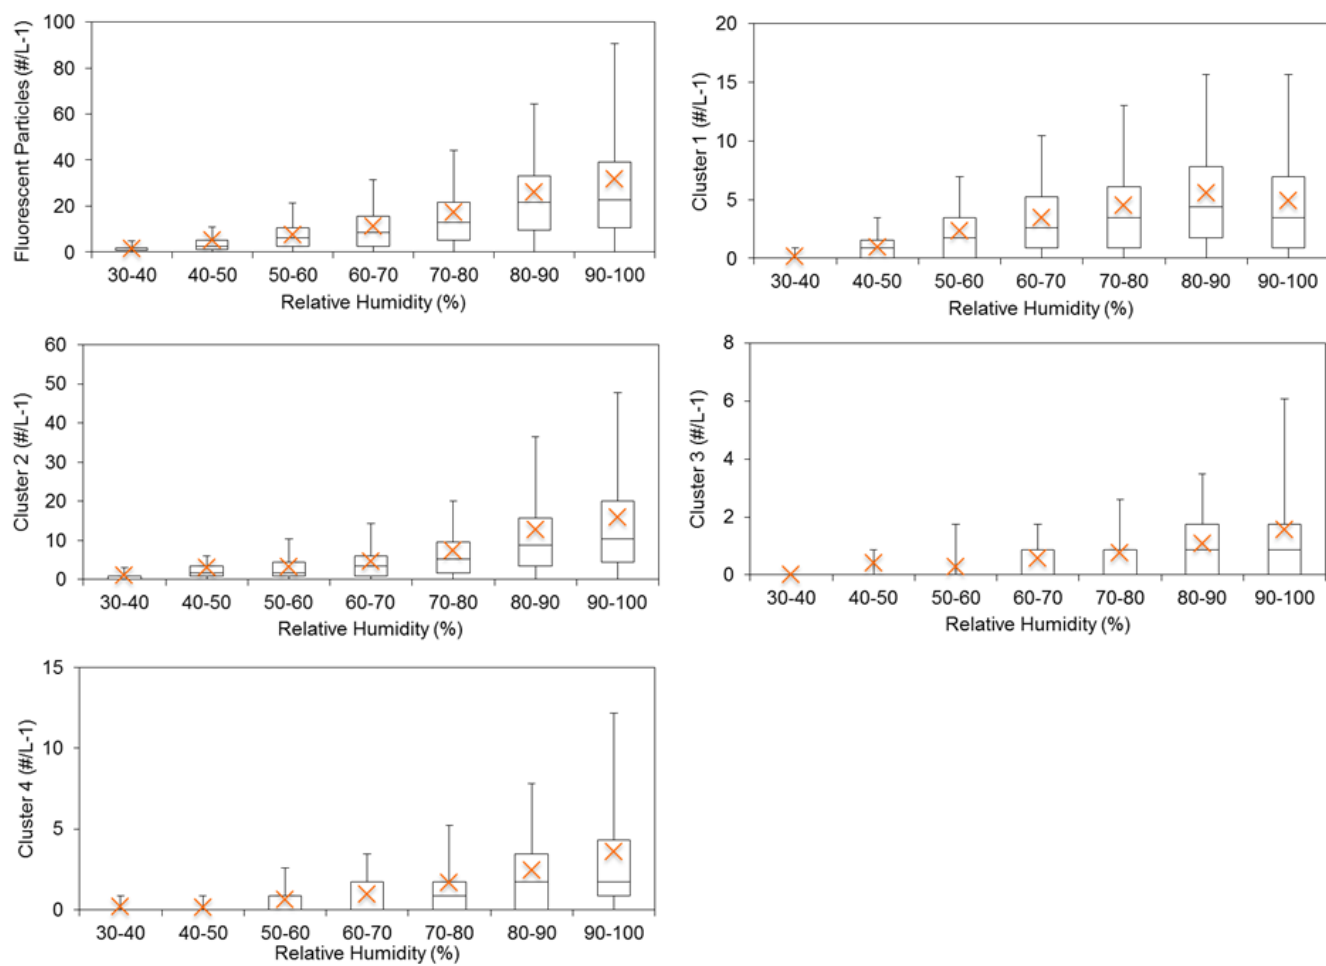 Fluorescent Particles (#/L-1)
100
80
60
40
20
0
30-40 40-50 50-60 60-70 70-80 80-90 90-100
Relative Humidity (%)
Cluster 1 (#/L-1)
20
15
10
5
0
30-40 40-50 50-60 60-70 70-80 80-90 90-100
Relative Humidity (%)
Cluster 2 (#/L-1)
60
50
40
30
20
10
0
30-40 40-50 50-60 60-70 70-80 80-90 90-100
Relative Humidity (%)
Cluster 3 (#/L-1)
8
6
4
2
0
30-40 40-50 50-60 60-70 70-80 80-90 90-100
Relative Humidity (%)
Cluster 4 (#/L-1)
15
10
5
0
30-40 40-50 50-60 60-70 70-80 80-90 90-100
Relative Humidity (%)